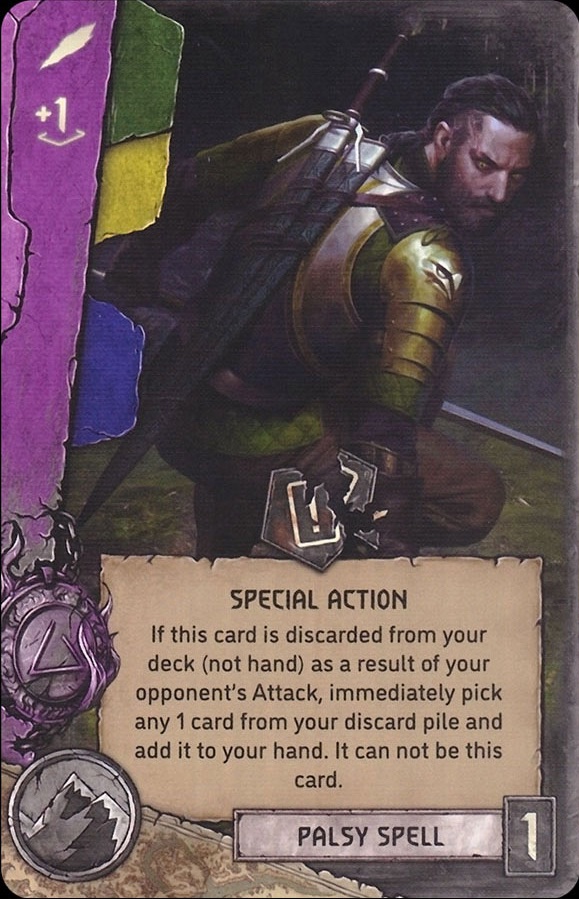 +1
SPECIAL ACTION
If this card is discarded from your
deck (not hand) as a result of your
opponent's Attack, immediately pick
any 1 card from your discard pile and
add it to your hand. It can not be this
card.
PALSY SPELL
1